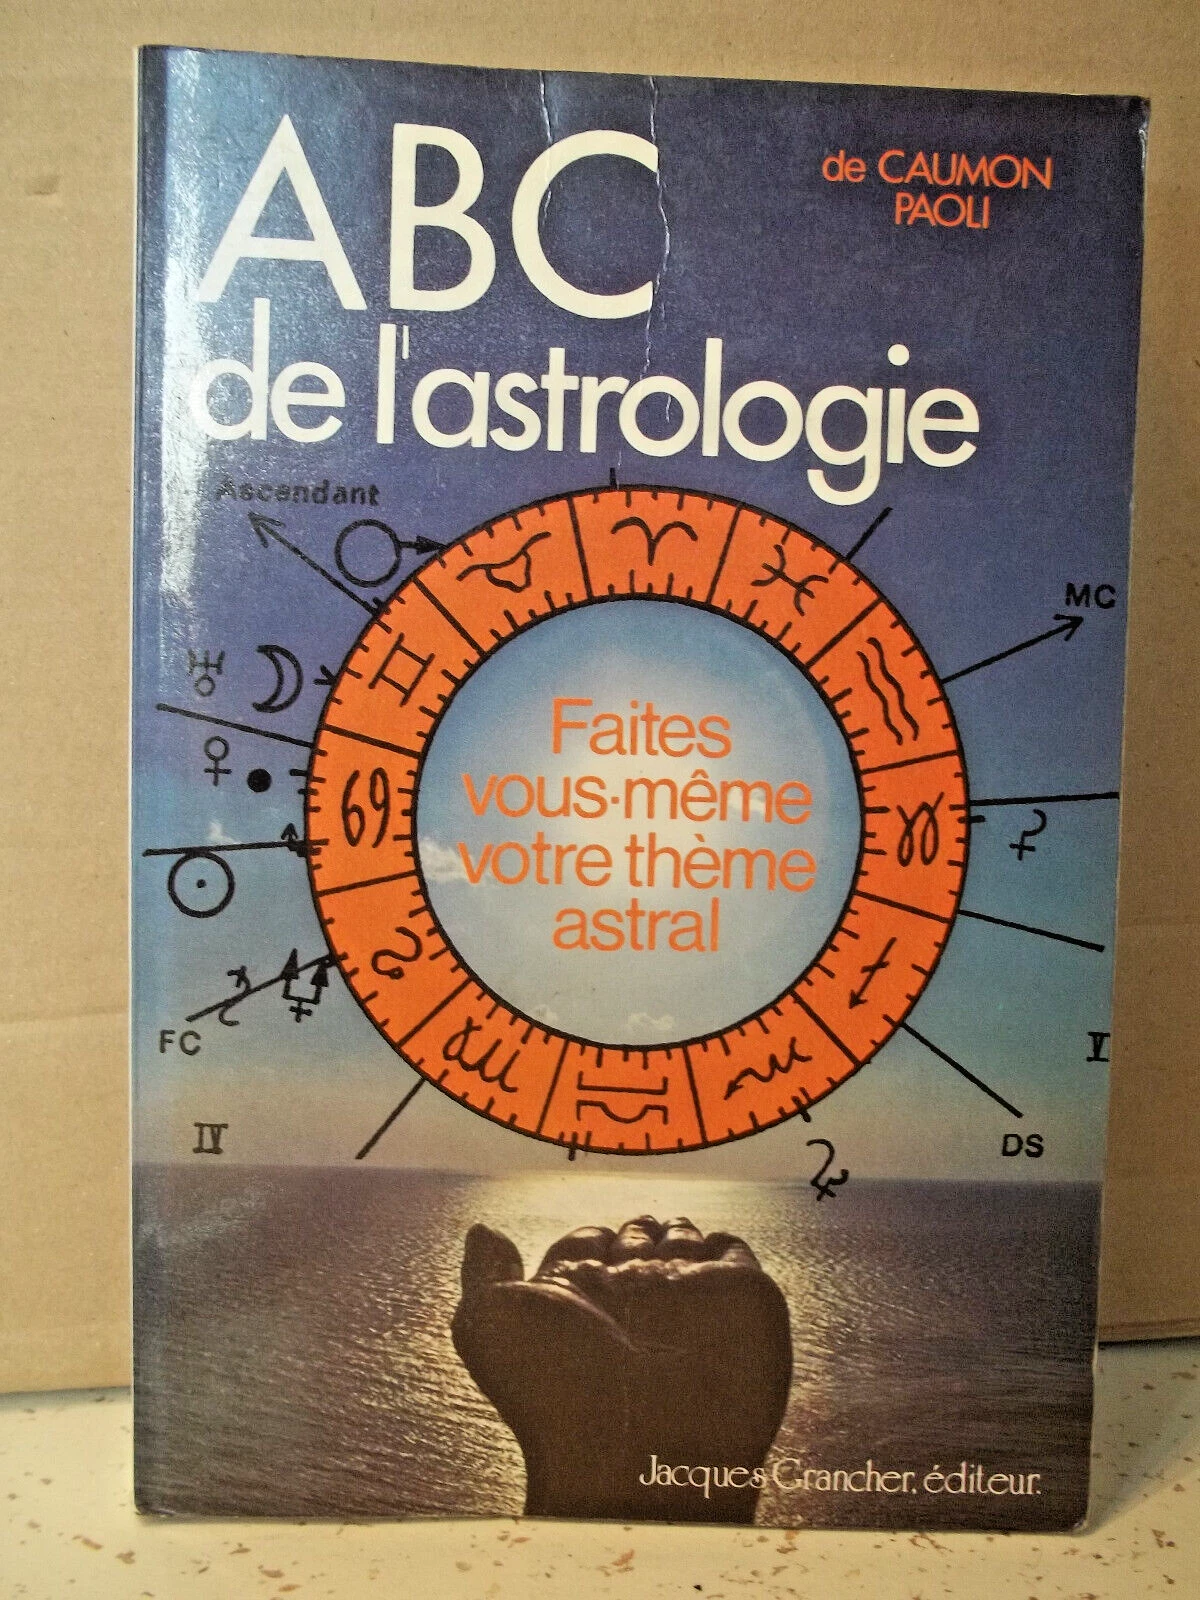 ABC
de CAUMON
PAOLI
de l'astrologie
Ascendant
MC
Faites
vous-même
votre thème
astral
FC
V
IV
DS
Jacques Grancher, éditeur.